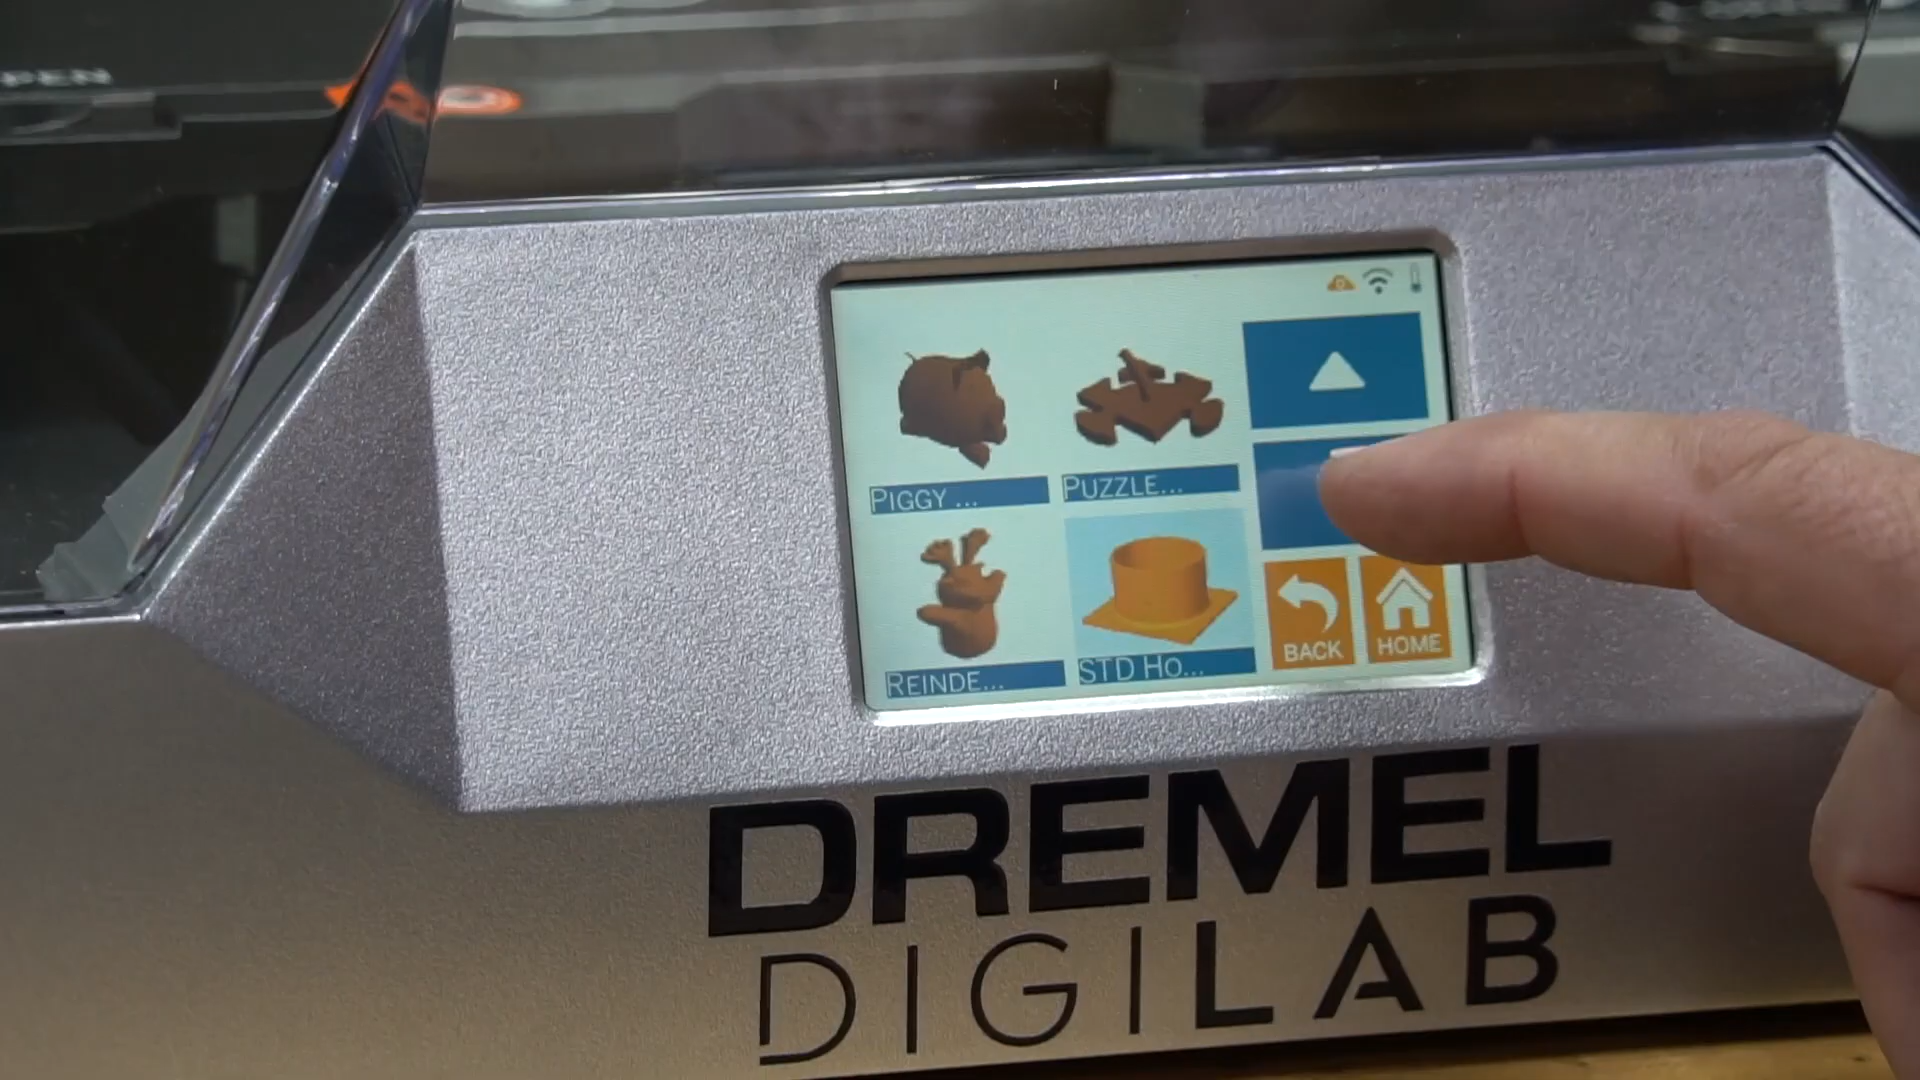 PIGGY ...
PUZZLE...
REINDE...
STD HO...
BACK
HOME
DREMEL
DIGILAB